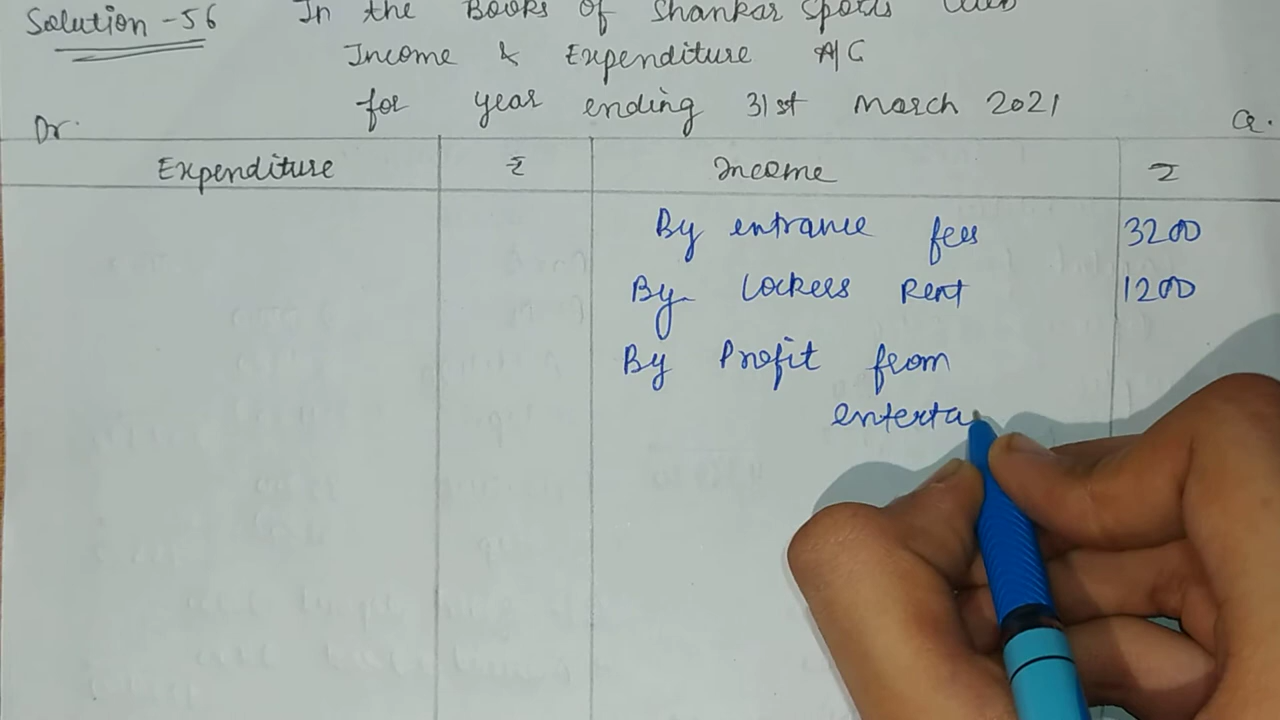 Solution - 56 In the Books of Shankar Sports Club
Income & Expenditure A/C
for year ending 31st March 2021
Dr. Cr.
Expenditure ₹ Income ₹
By entrance fees 3200
By Lockers Rent 1200
By Profit from
enterta